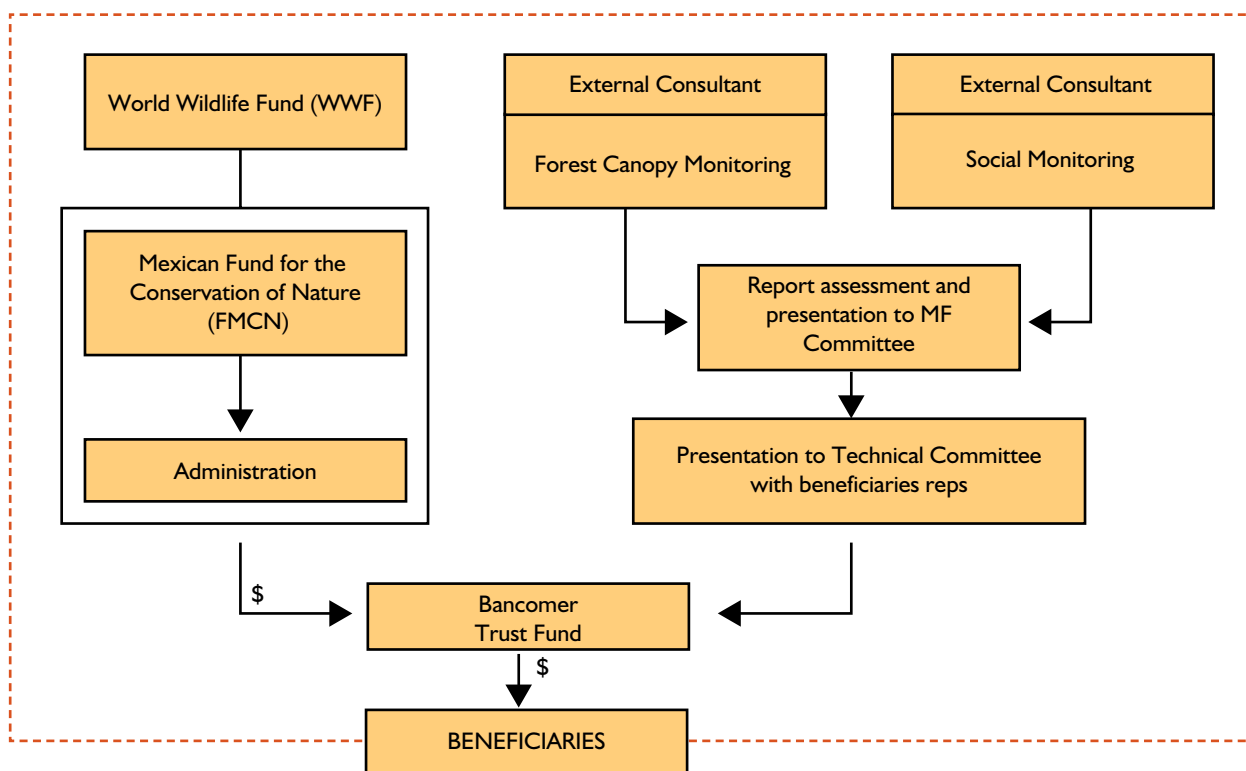 World Wildlife Fund (WWF)
Mexican Fund for the
Conservation of Nature
(FMCN)
Administration
External Consultant
Forest Canopy Monitoring
External Consultant
Social Monitoring
Report assessment and
presentation to MF
Committee
Presentation to Technical Committee
with beneficiaries reps
$
Bancomer
Trust Fund
$
BENEFICIARIES